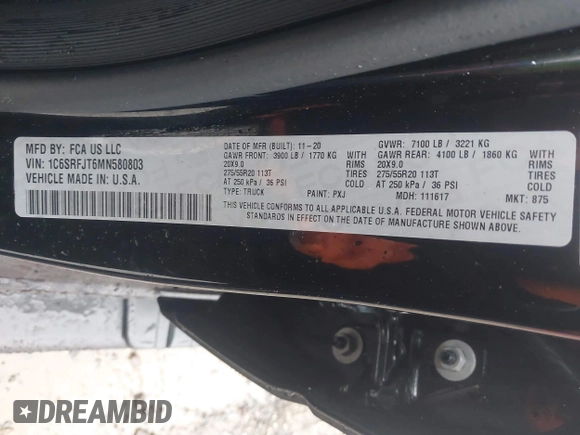 MFD BY: FCA US LLC
VIN: 1C6SRFJT6MN580803
VEHICLE MADE IN: U.S.A.
DATE OF MFR (BUILT): 11-20
GAWR FRONT: 3900 LB / 1770 KG
20X9.0
275/55R20 113T
AT 250 kPa / 36 PSI
TYPE: TRUCK
WITH
RIMS
TIRES
COLD
PAINT: PXJ
GVWR: 7100 LB / 3221 KG
GAWR REAR: 4100 LB / 1860 KG
20X9.0
275/55R20 113T
AT 250 kPa / 36 PSI
MDH: 111617
WITH
RIMS
TIRES
COLD
MKT: 875
THIS VEHICLE CONFORMS TO ALL APPLICABLE U.S.A. FEDERAL MOTOR VEHICLE SAFETY
STANDARDS IN EFFECT ON THE DATE OF MANUFACTURE SHOWN ABOVE.
DREAMBID